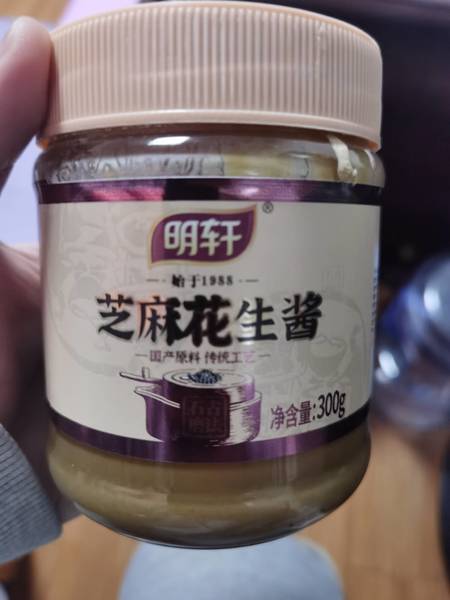 明轩®
始于1988
芝麻花生酱
国产原料 传统工艺
净含量:300g